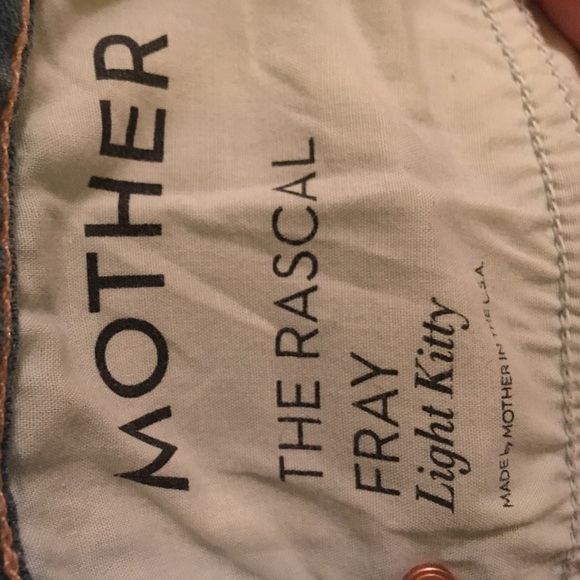 MOTHER
THE RASCAL
FRAY
Light Kitty
MADE by MOTHER IN THE U.S.A.